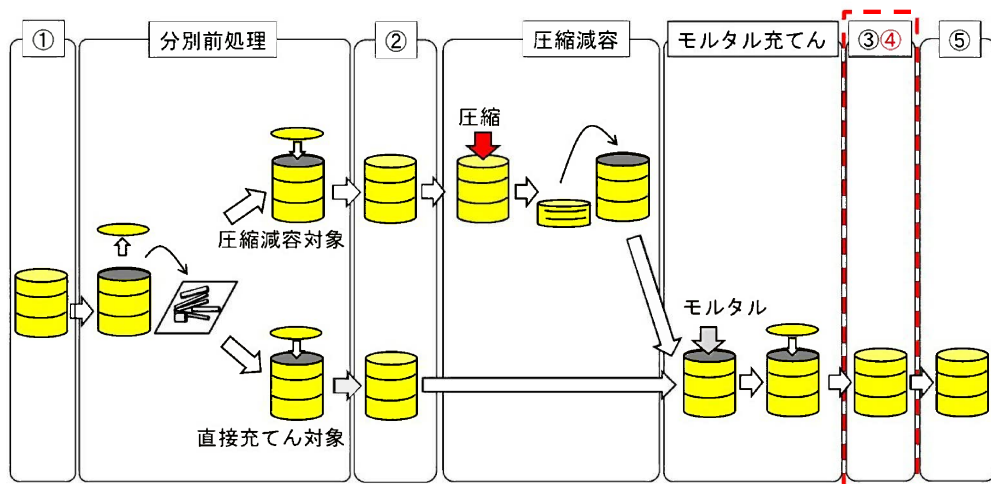 ①
分別前処理
②
圧縮減容
モルタル充てん
③④
⑤
圧縮
圧縮減容対象
モルタル
直接充てん対象